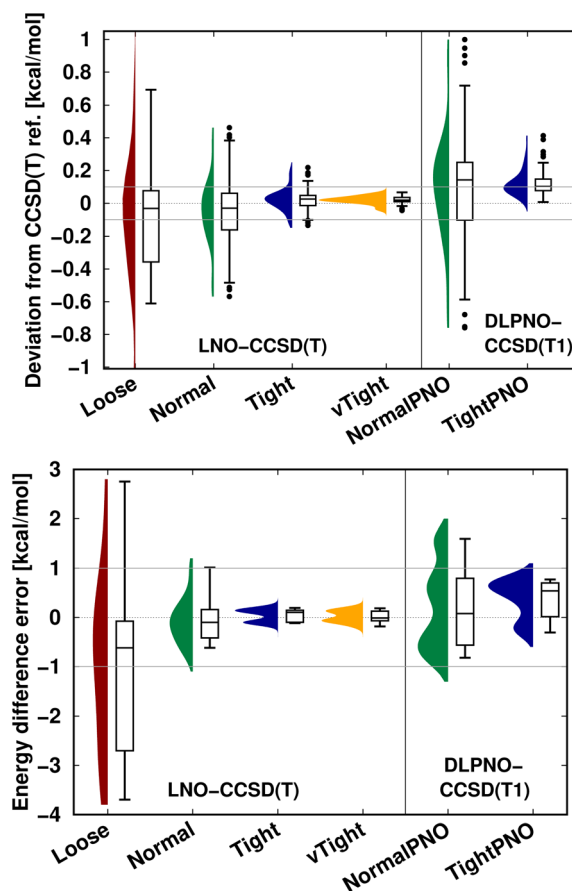 Deviation from CCSD(T) ref. [kcal/mol]
1
0.8
0.6
0.4
0.2
0
−0.2
−0.4
−0.6
−0.8
−1
LNO−CCSD(T)
DLPNO−
CCSD(T1)
Loose
Normal
Tight
vTight
NormalPNO
TightPNO
Energy difference error [kcal/mol]
3
2
1
0
−1
−2
−3
−4
LNO−CCSD(T)
DLPNO−
CCSD(T1)
Loose
Normal
Tight
vTight
NormalPNO
TightPNO